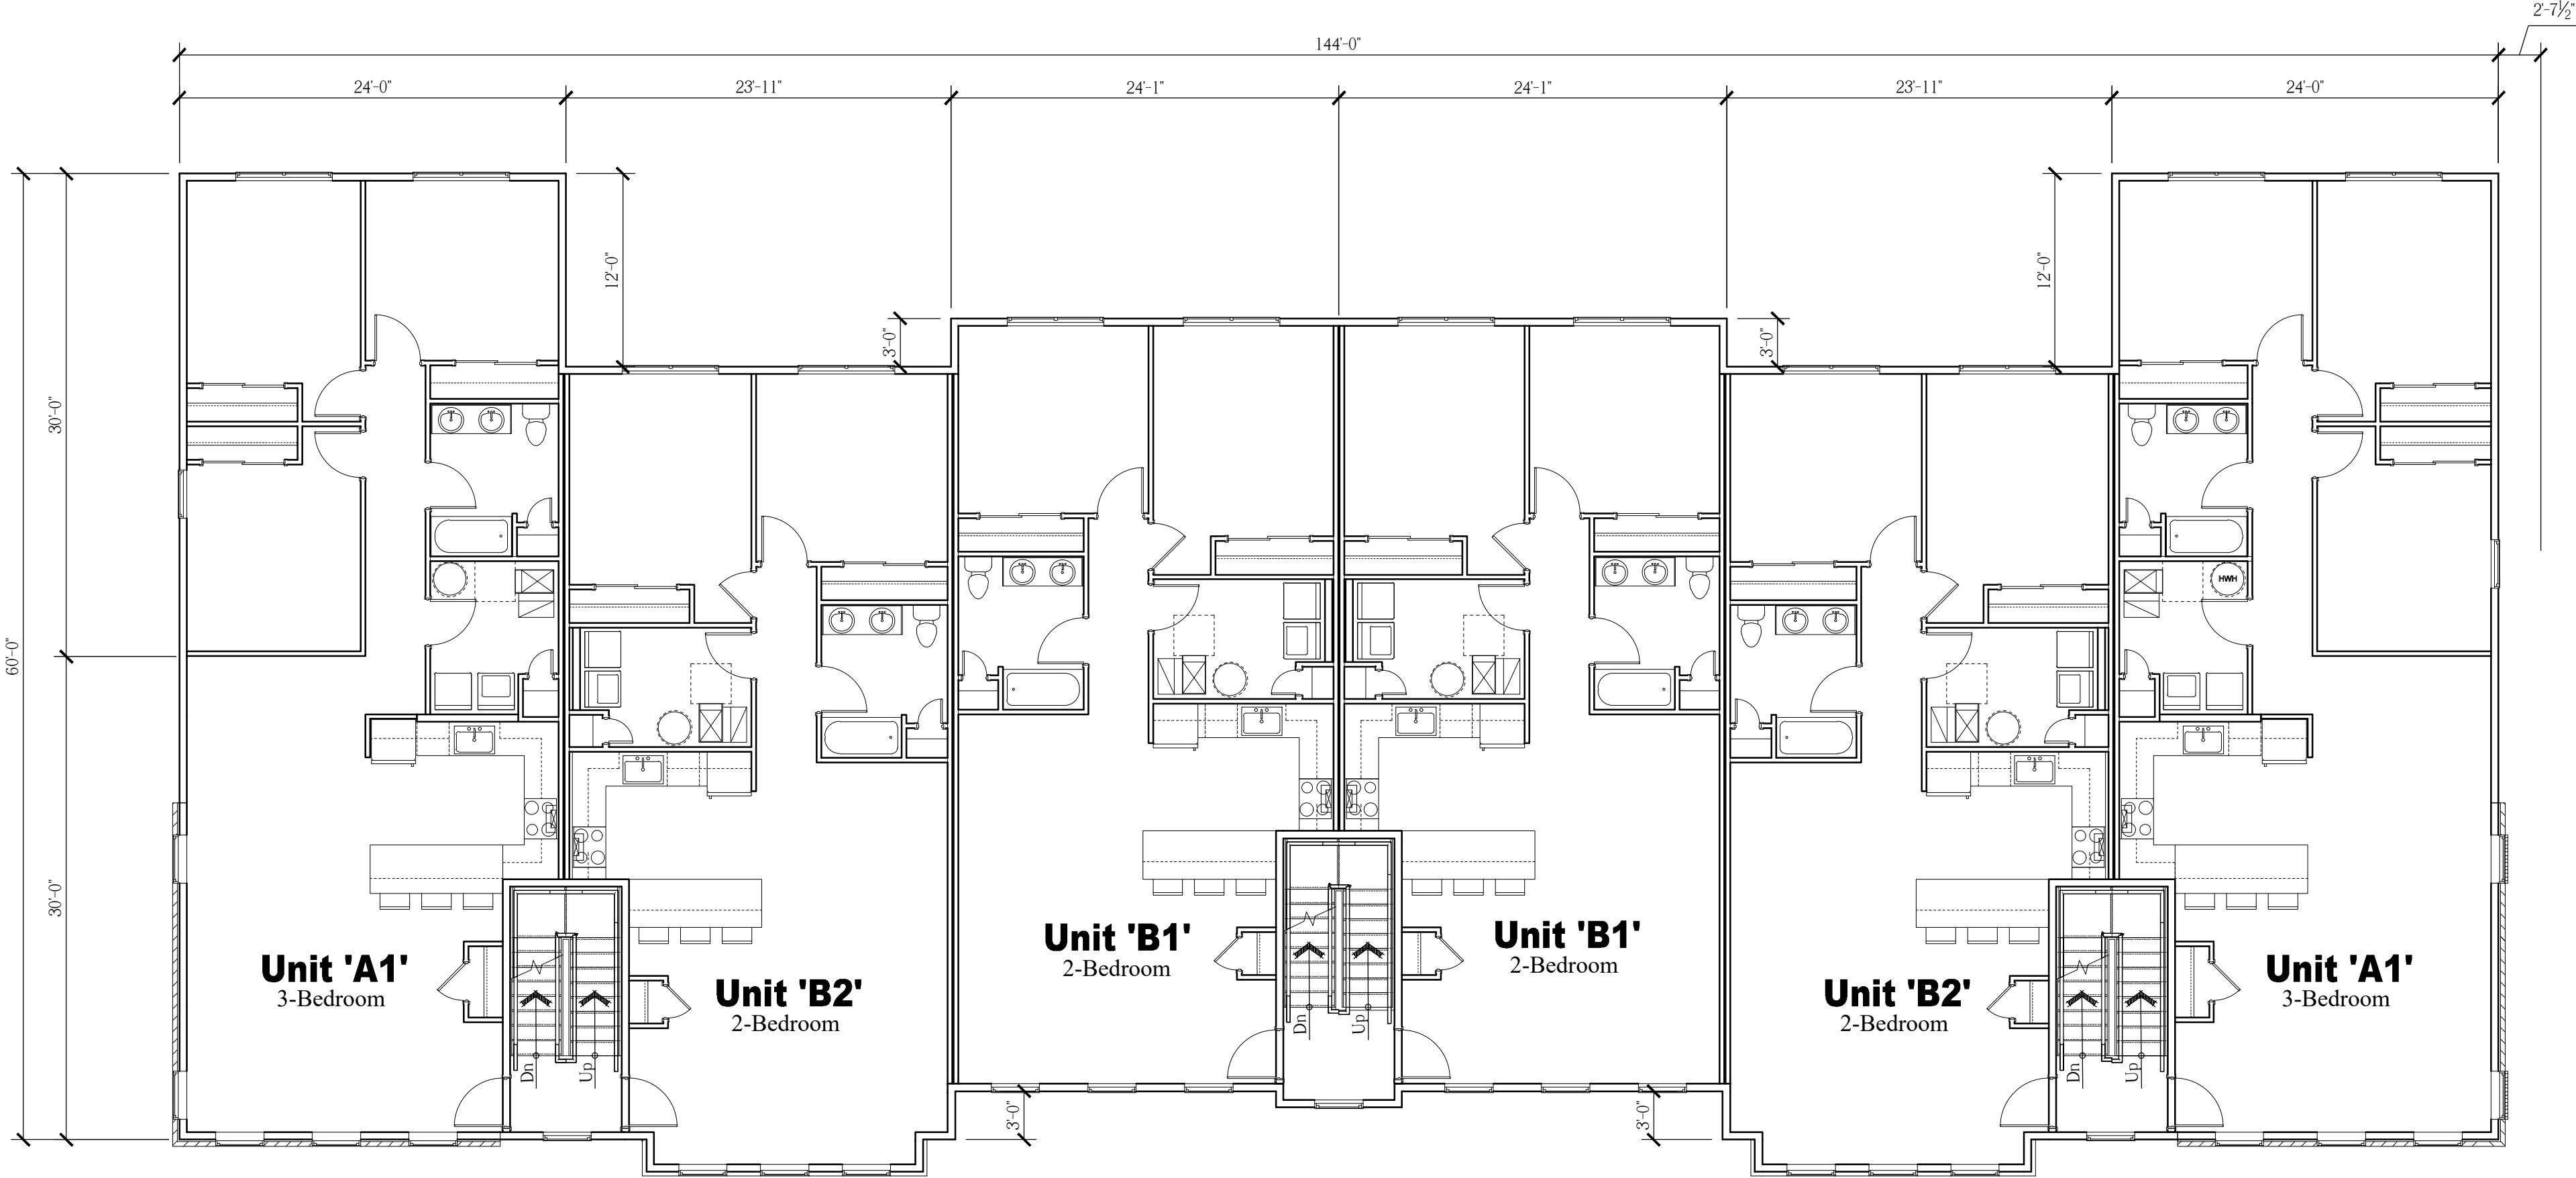 2'-7½"
144'-0"
24'-0"
23'-11"
24'-1"
24'-1"
23'-11"
24'-0"
12'-0"
12'-0"
3'-0"
3'-0"
30'-0"
60'-0"
30'-0"
HWH
Unit 'A1'
3-Bedroom
Unit 'B2'
2-Bedroom
Unit 'B1'
2-Bedroom
Unit 'B1'
2-Bedroom
Unit 'B2'
2-Bedroom
Unit 'A1'
3-Bedroom
Dn
Up
Dn
Up
Dn
Up
3'-0"
3'-0"